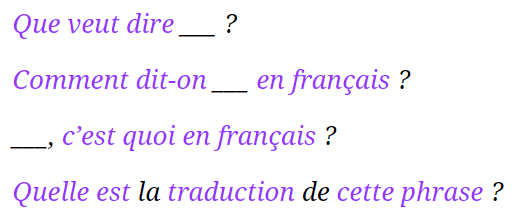 Que veut dire ___ ?
Comment dit-on ___ en français ?
___, c’est quoi en français ?
Quelle est la traduction de cette phrase ?